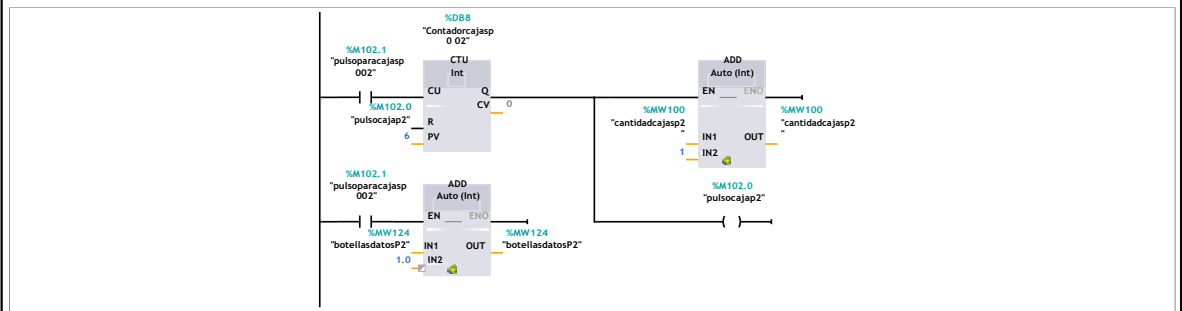 %DB8
"Contadorcajasp
0 02"
%M102.1
"pulsoparacajasp
002"
CTU
Int
CU
Q
CV
0
%M102.0
"pulsocajap2"
R
6
PV
ADD
Auto (Int)
EN
ENO
%MW100
"cantidadcajasp2
"
IN1
1
IN2
OUT
%MW100
"cantidadcajasp2
"
%M102.0
"pulsocajap2"
%M102.1
"pulsoparacajasp
002"
ADD
Auto (Int)
EN
ENO
%MW124
"botellasdatosP2"
IN1
1.0
IN2
OUT
%MW124
"botellasdatosP2"